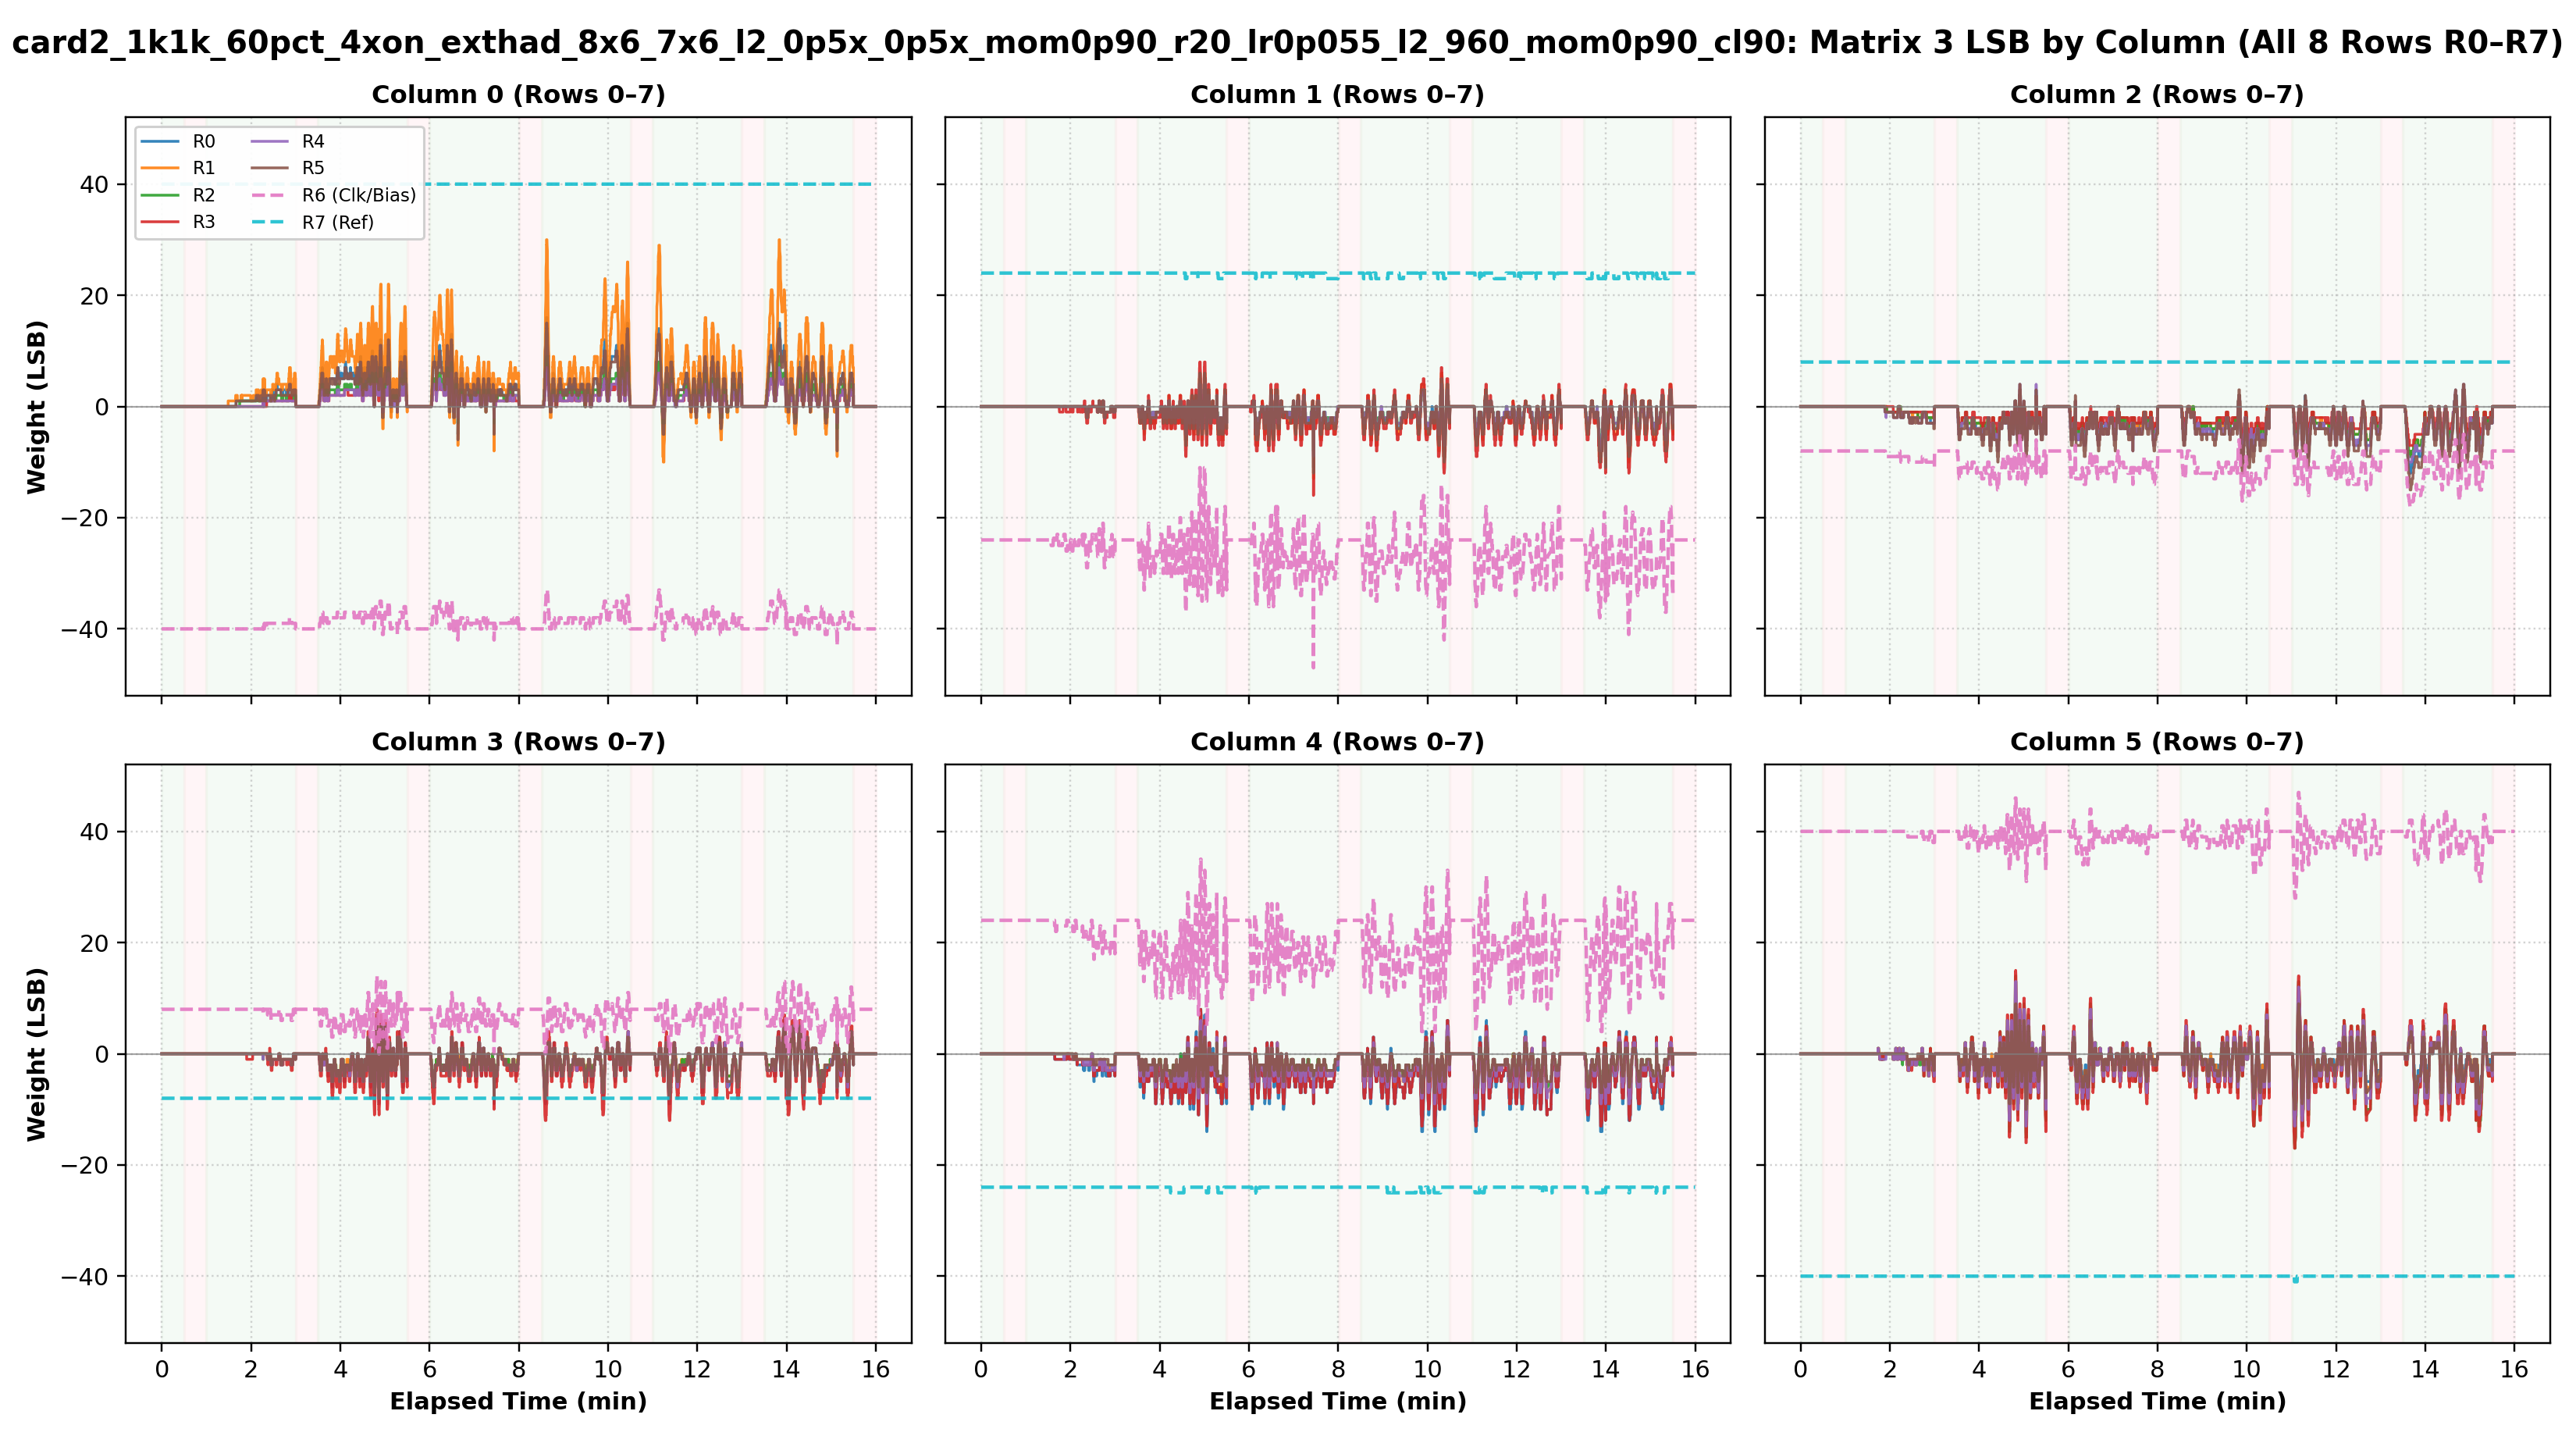 card2_1k1k_60pct_4xon_exthad_8x6_7x6_l2_0p5x_0p5x_mom0p90_r20_lr0p055_l2_960_mom0p90_cl90: Matrix 3 LSB by Column (All 8 Rows R0–R7)
Column 0 (Rows 0–7)
Column 1 (Rows 0–7)
Column 2 (Rows 0–7)
R0
R1
R2
R3
R4
R5
R6 (Clk/Bias)
R7 (Ref)
Weight (LSB)
40
20
0
−20
−40
0 2 4 6 8 10 12 14 16
Column 3 (Rows 0–7)
Column 4 (Rows 0–7)
Column 5 (Rows 0–7)
Weight (LSB)
40
20
0
−20
−40
0 2 4 6 8 10 12 14 16
0 2 4 6 8 10 12 14 16
Elapsed Time (min)
Elapsed Time (min)
Elapsed Time (min)